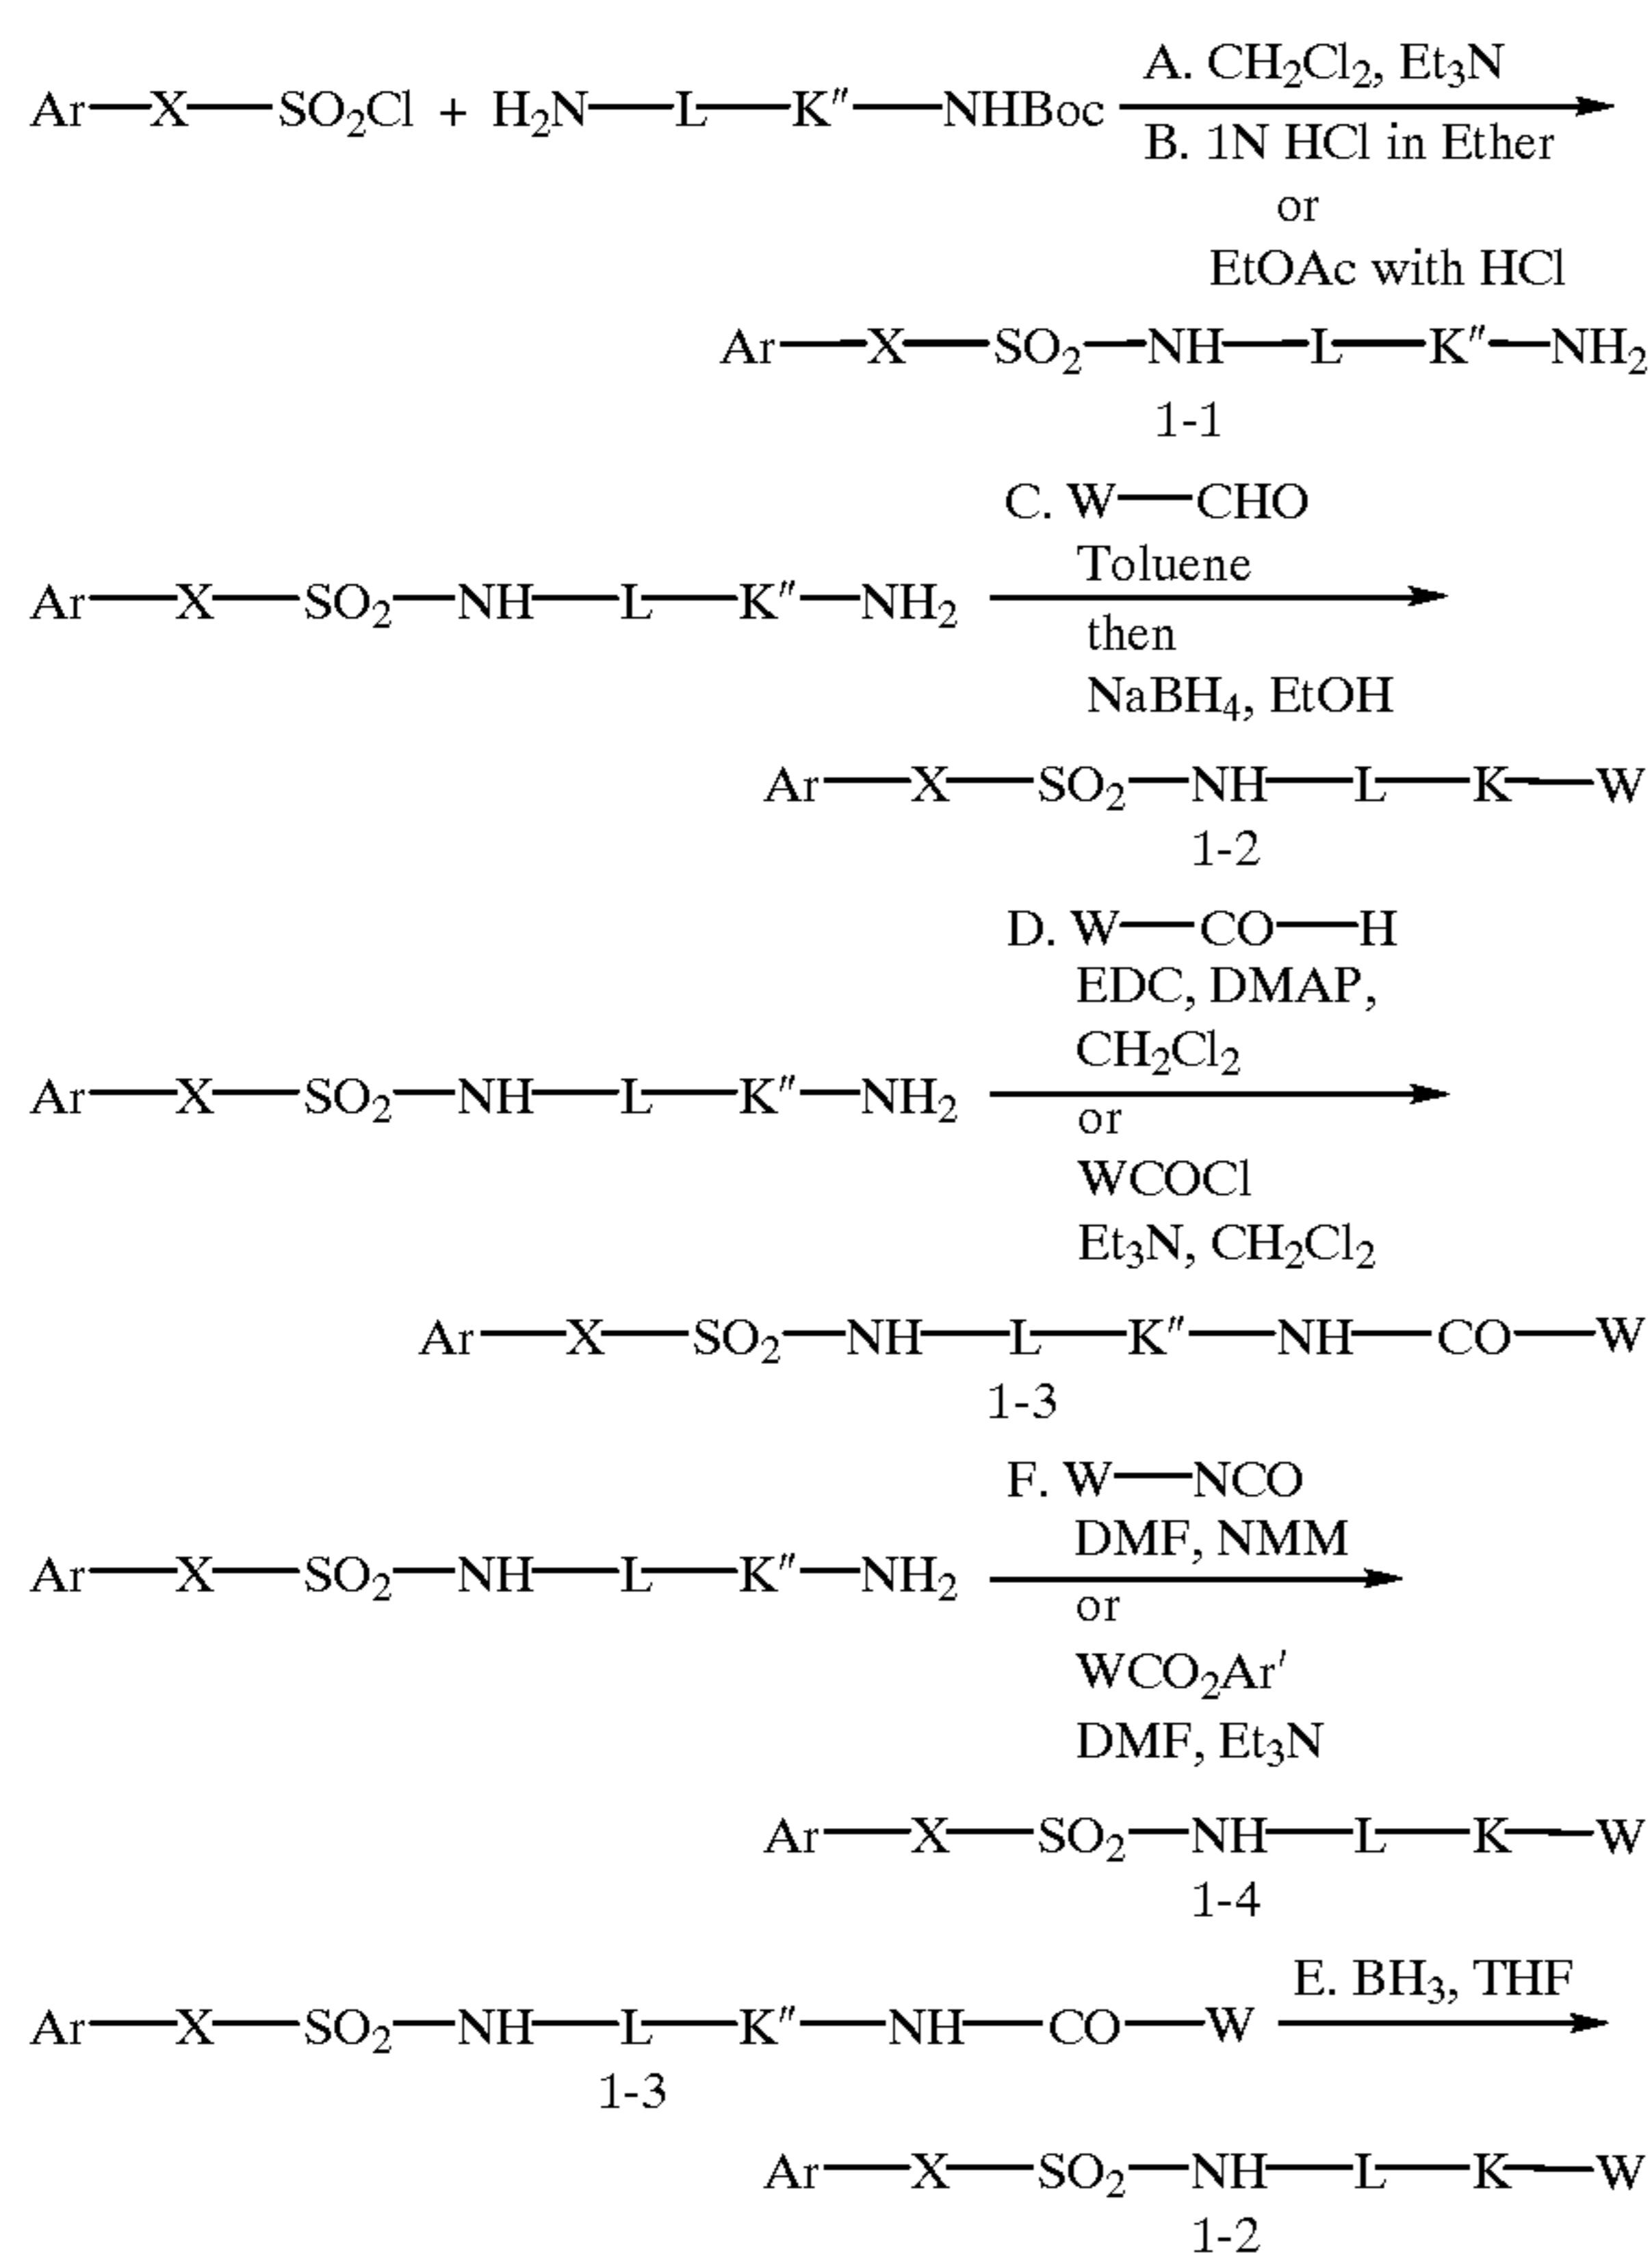 Ar—X—SO₂Cl + H₂N—L—K″—NHBoc
A. CH₂Cl₂, Et₃N
B. 1N HCl in Ether
or
EtOAc with HCl
Ar—X—SO₂—NH—L—K″—NH₂
1-1
C. W—CHO
Toluene
Ar—X—SO₂—NH—L—K″—NH₂
then
NaBH₄, EtOH
Ar—X—SO₂—NH—L—K—W
1-2
D. W—CO—H
EDC, DMAP,
CH₂Cl₂
Ar—X—SO₂—NH—L—K″—NH₂
or
WCOCl
Et₃N, CH₂Cl₂
Ar—X—SO₂—NH—L—K″—NH—CO—W
1-3
F. W—NCO
DMF, NMM
Ar—X—SO₂—NH—L—K″—NH₂
or
WCO₂Ar′
DMF, Et₃N
Ar—X—SO₂—NH—L—K—W
1-4
E. BH₃, THF
Ar—X—SO₂—NH—L—K″—NH—CO—W
1-3
Ar—X—SO₂—NH—L—K—W
1-2